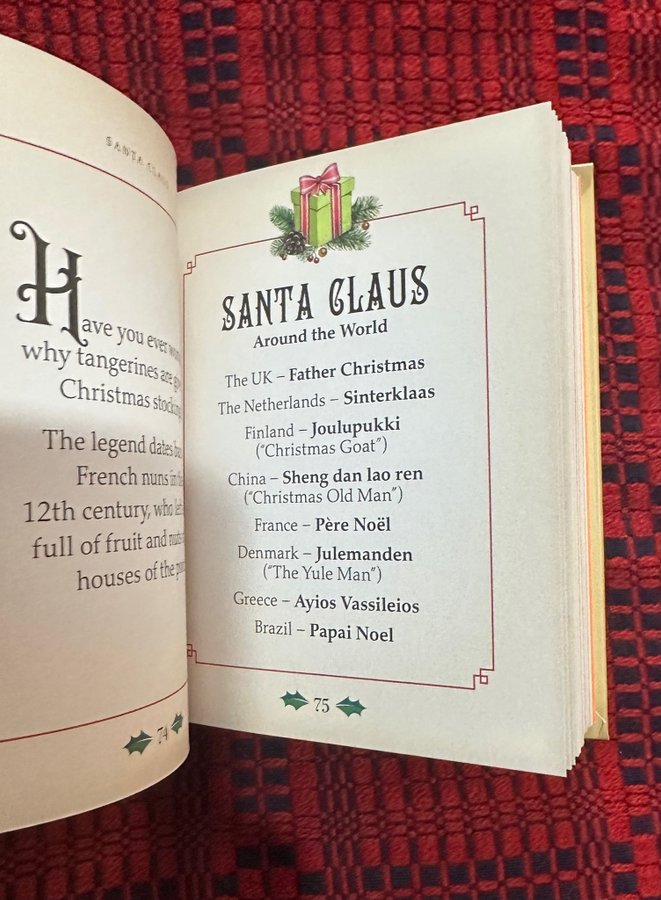 SANTA CLAUS
Have you ever
why tangerines are
Christmas
The legend dates
French nuns in the
12th century, who
full of fruit and
houses of the
74
SANTA CLAUS
Around the World
The UK – Father Christmas
The Netherlands – Sinterklaas
Finland – Joulupukki
("Christmas Goat")
China – Sheng dan lao ren
("Christmas Old Man")
France – Père Noël
Denmark – Julemanden
("The Yule Man")
Greece – Ayios Vassileios
Brazil – Papai Noel
75